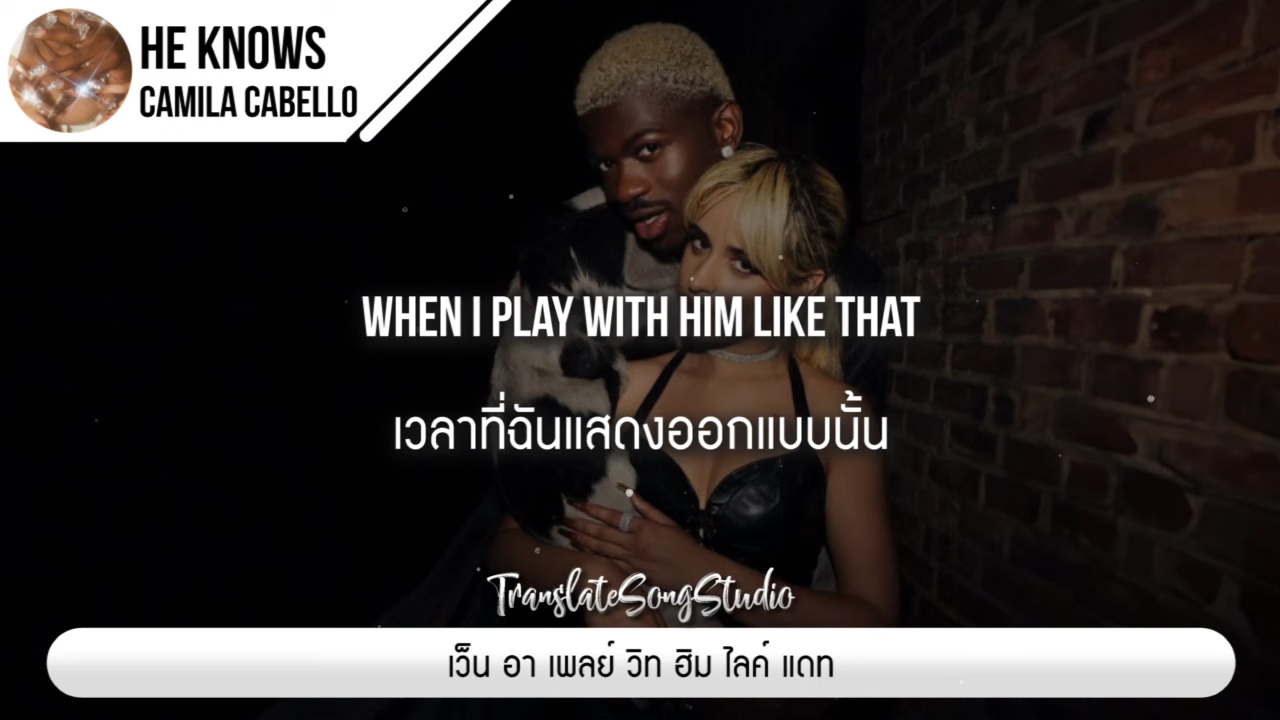 HE KNOWS
CAMILA CABELLO
WHEN I PLAY WITH HIM LIKE THAT
เวลาที่ฉันแสดงออกแบบนั้น
TranslateSongStudio
เว็น อา เพลย์ วิท ฮิม ไลค์ แดท